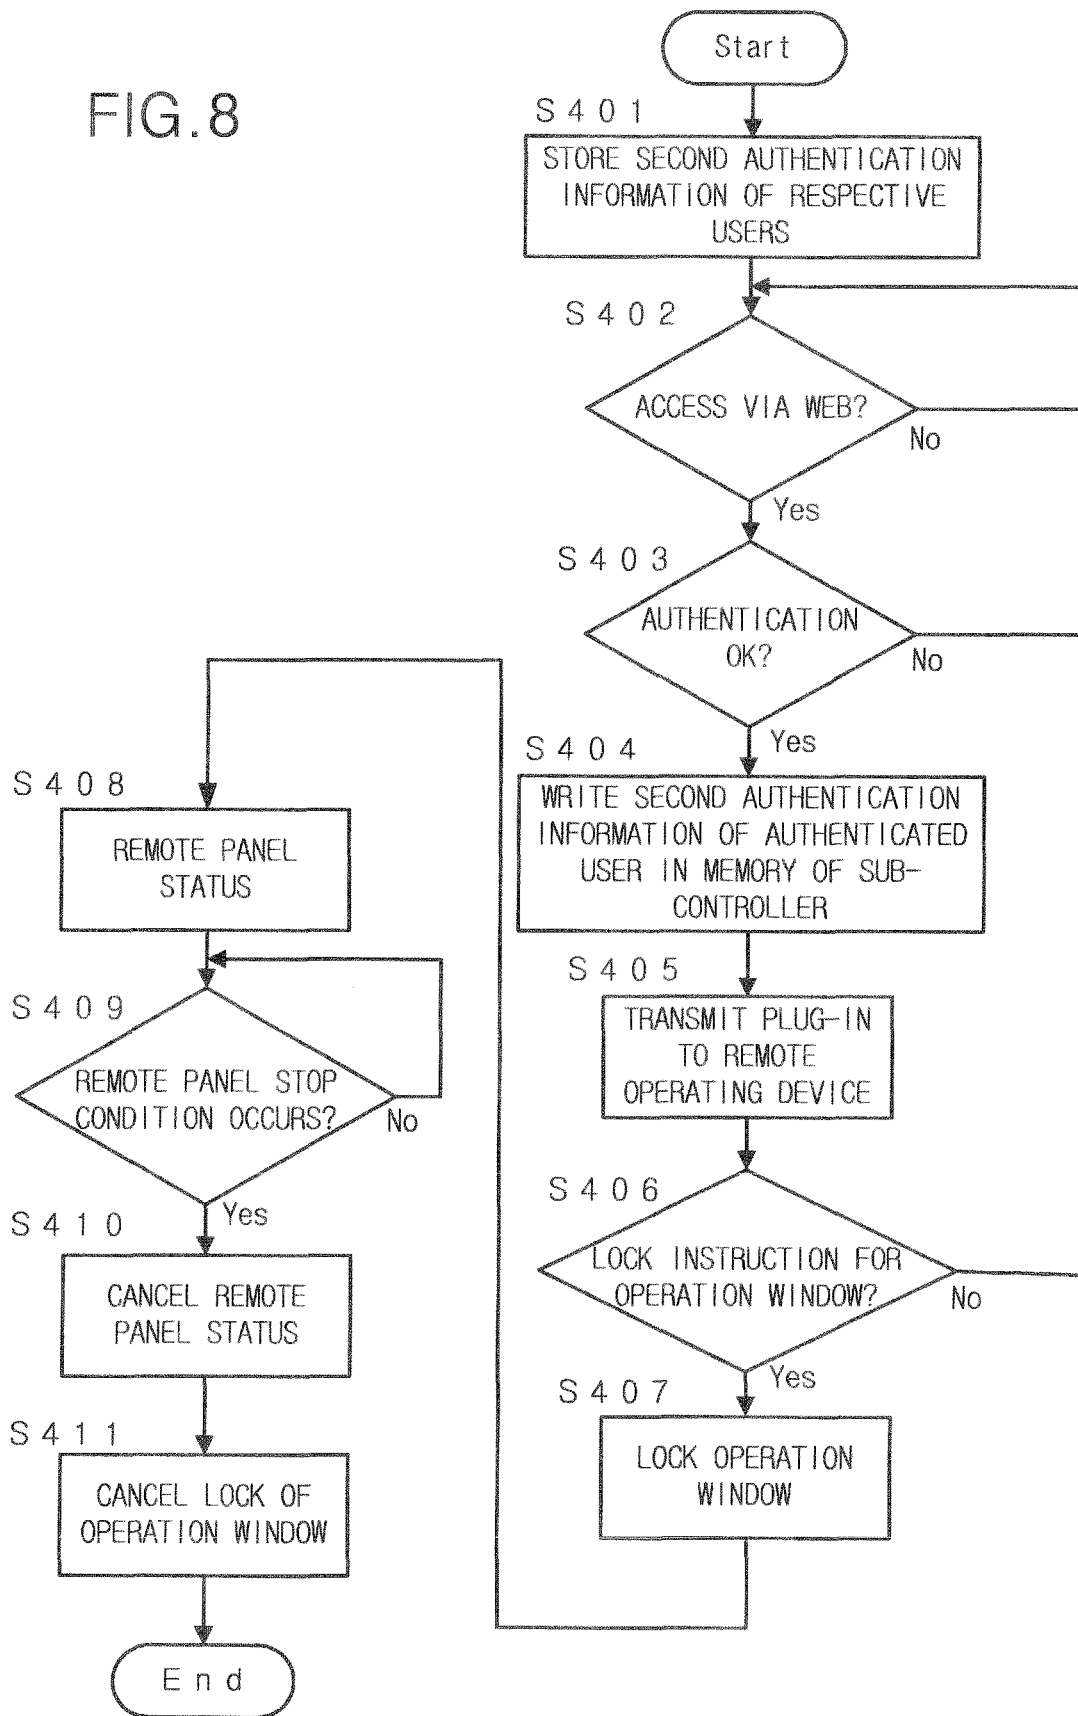 FIG.8
Start
S401
STORE SECOND AUTHENTICATION
INFORMATION OF RESPECTIVE
USERS
S402
ACCESS VIA WEB?
No
Yes
S403
AUTHENTICATION
OK?
No
Yes
S404
WRITE SECOND AUTHENTICATION
INFORMATION OF AUTHENTICATED
USER IN MEMORY OF SUB-
CONTROLLER
S405
TRANSMIT PLUG-IN
TO REMOTE
OPERATING DEVICE
S406
LOCK INSTRUCTION FOR
OPERATION WINDOW?
No
Yes
S407
LOCK OPERATION
WINDOW
S408
REMOTE PANEL
STATUS
S409
REMOTE PANEL STOP
CONDITION OCCURS?
No
Yes
S410
CANCEL REMOTE
PANEL STATUS
S411
CANCEL LOCK OF
OPERATION WINDOW
End